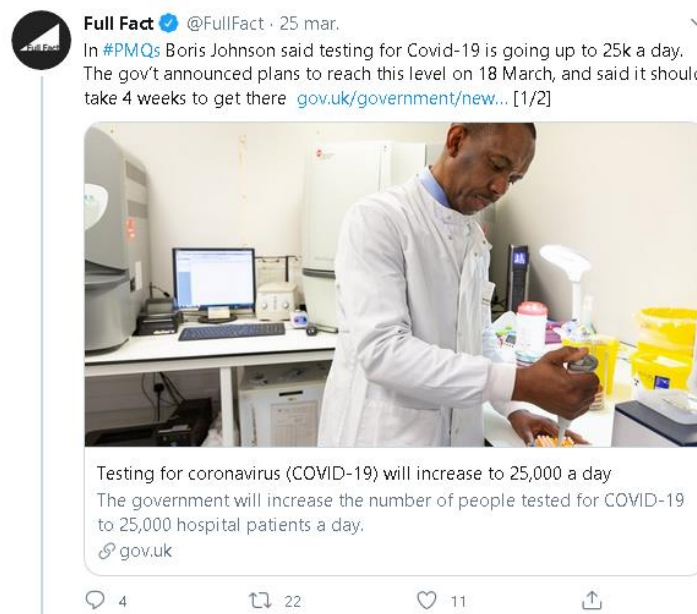 Full Fact @FullFact · 25 mar.
In #PMQs Boris Johnson said testing for Covid-19 is going up to 25k a day.
The gov't announced plans to reach this level on 18 March, and said it should
take 4 weeks to get there gov.uk/government/new... [1/2]
Full Fact
Testing for coronavirus (COVID-19) will increase to 25,000 a day
The government will increase the number of people tested for COVID-19
to 25,000 hospital patients a day.
gov.uk
4 22 11